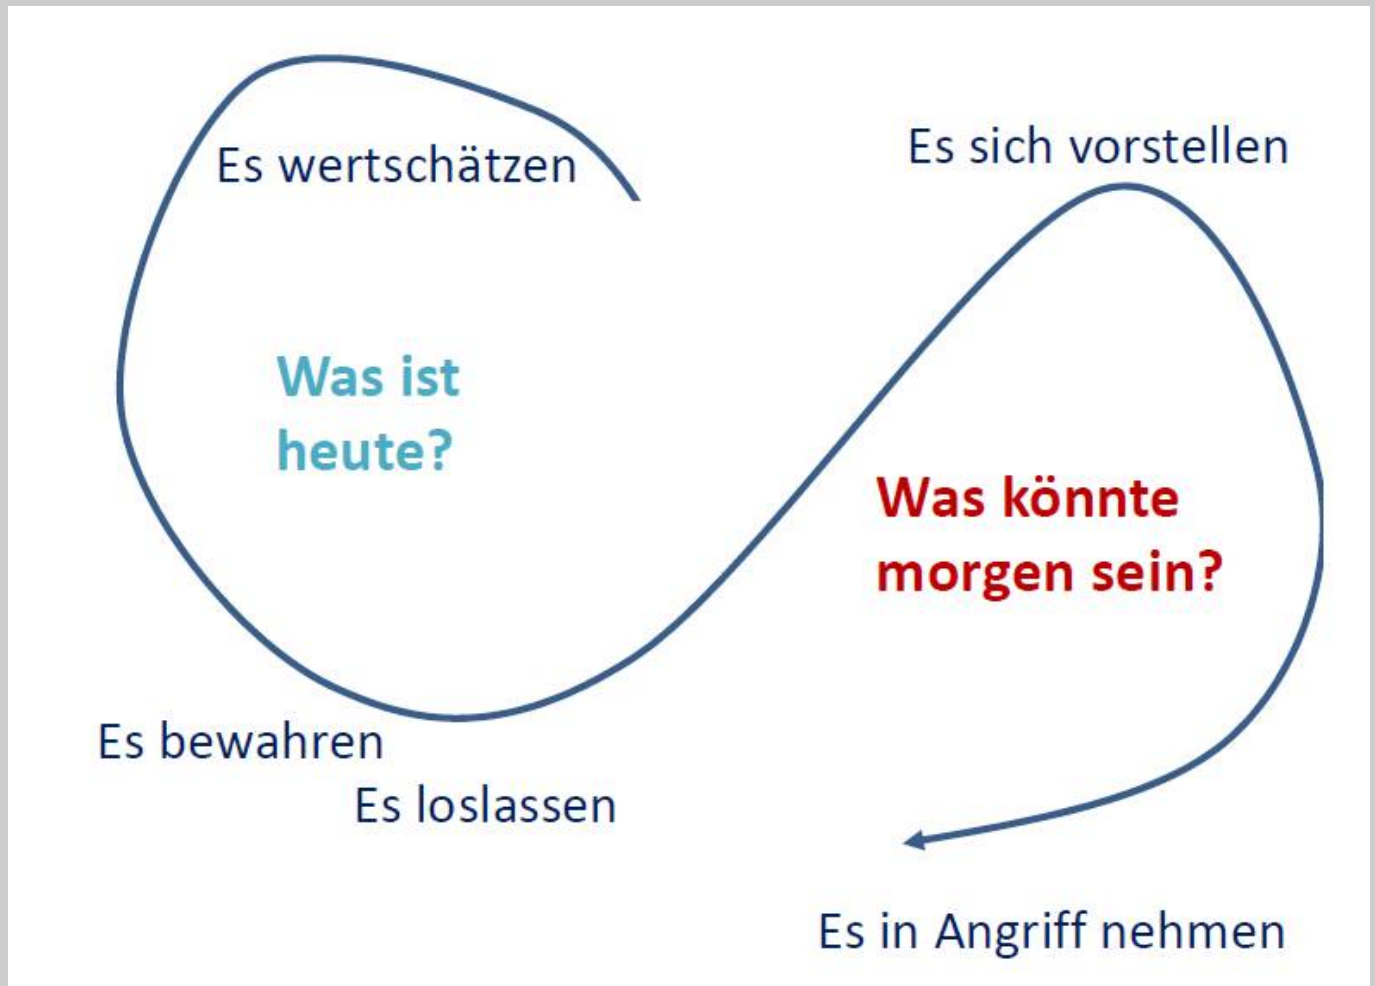 Es wertschätzen
Es sich vorstellen
Was ist
heute?
Was könnte
morgen sein?
Es bewahren
Es loslassen
Es in Angriff nehmen